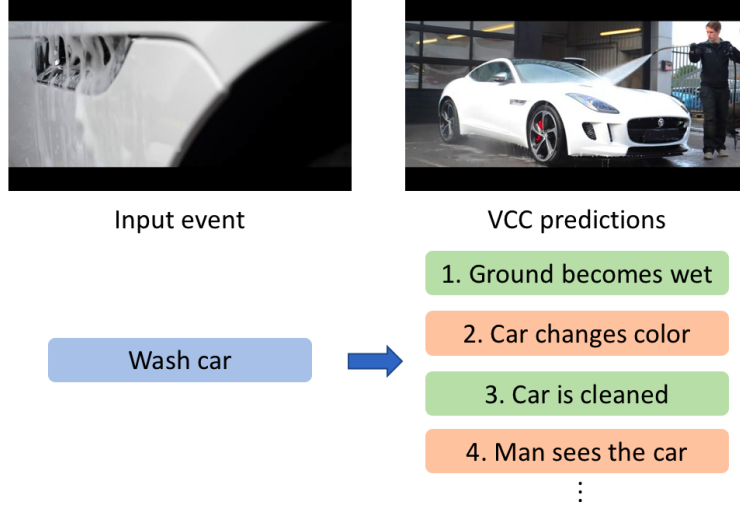 Input event
VCC predictions
Wash car
1. Ground becomes wet
2. Car changes color
3. Car is cleaned
4. Man sees the car
⋮